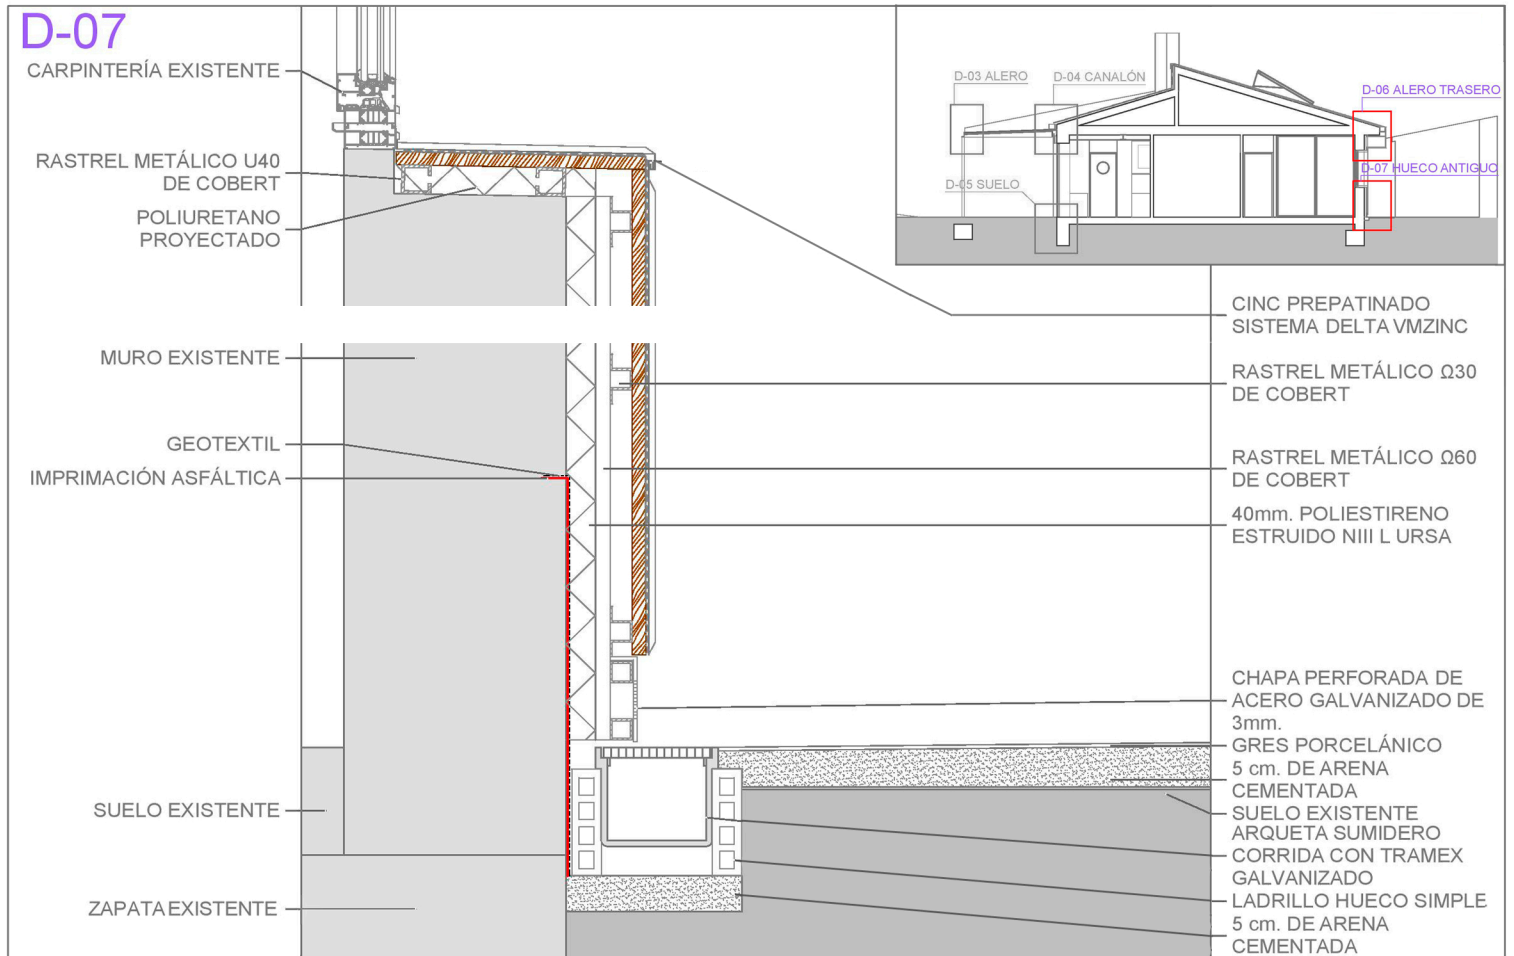 D-07
CARPINTERÍA EXISTENTE
RASTREL METÁLICO U40
DE COBERT
POLIURETANO
PROYECTADO
MURO EXISTENTE
GEOTEXTIL
IMPRIMACIÓN ASFÁLTICA
SUELO EXISTENTE
ZAPATA EXISTENTE
D-03 ALERO
D-04 CANALÓN
D-06 ALERO TRASERO
D-07 HUECO ANTIGUO
D-05 SUELO
CINC PREPATINADO
SISTEMA DELTA VMZINC
RASTREL METÁLICO Ω30
DE COBERT
RASTREL METÁLICO Ω60
DE COBERT
40mm. POLIESTIRENO
ESTRUIDO NIII L URSA
CHAPA PERFORADA DE
ACERO GALVANIZADO DE
3mm.
GRES PORCELÁNICO
5 cm. DE ARENA
CEMENTADA
SUELO EXISTENTE
ARQUETA SUMIDERO
CORRIDA CON TRAMEX
GALVANIZADO
LADRILLO HUECO SIMPLE
5 cm. DE ARENA
CEMENTADA